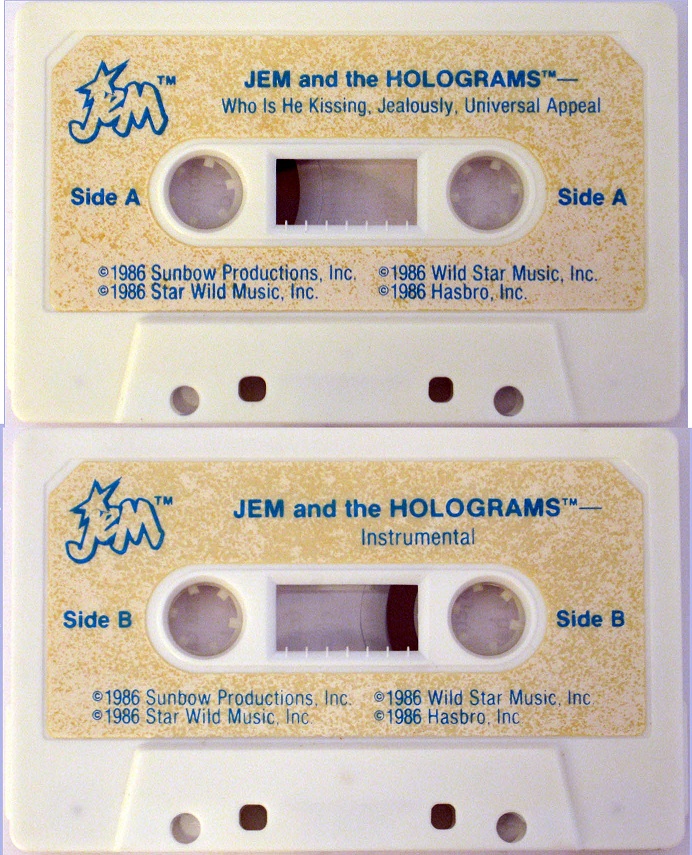 JEM™
JEM and the HOLOGRAMS™—
Who Is He Kissing, Jealously, Universal Appeal
Side A
Side A
©1986 Sunbow Productions, Inc. ©1986 Wild Star Music, Inc.
©1986 Star Wild Music, Inc. ©1986 Hasbro, Inc.
JEM™
JEM and the HOLOGRAMS™—
Instrumental
Side B
Side B
©1986 Sunbow Productions, Inc. ©1986 Wild Star Music, Inc
©1986 Star Wild Music, Inc. ©1986 Hasbro, Inc